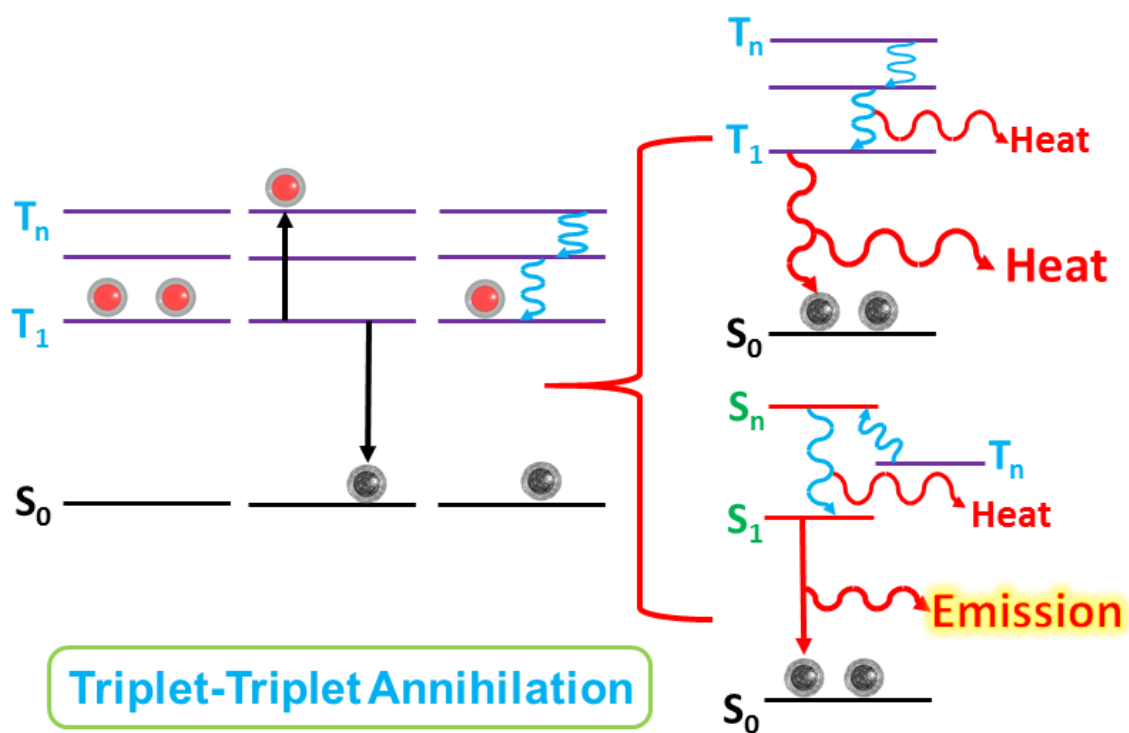 Tₙ
T₁
S₀
Tₙ
Heat
T₁
Heat
S₀
Sₙ
Tₙ
Heat
S₁
Emission
S₀
Triplet-Triplet Annihilation